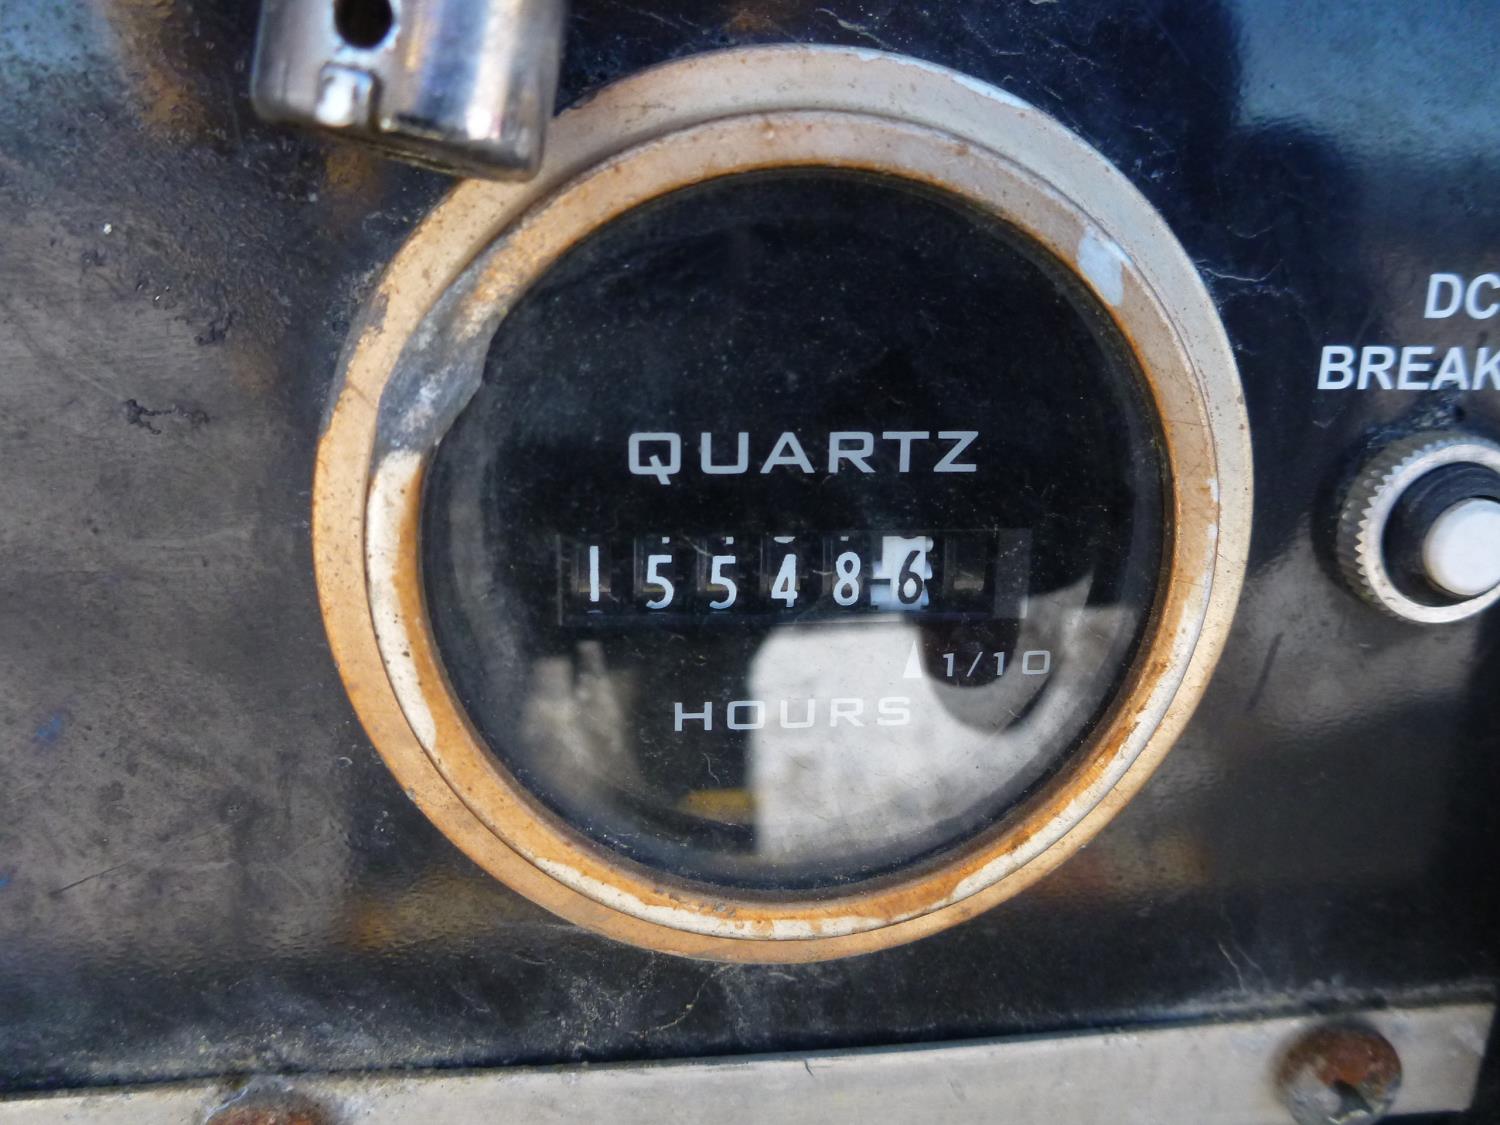 QUARTZ
155486
1/10
HOURS
DC
BREAK